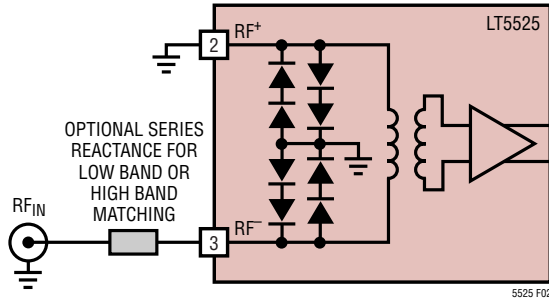 LT5525
RF+
2
OPTIONAL SERIES
REACTANCE FOR
LOW BAND OR
HIGH BAND
MATCHING
RFIN
RF–
3
5525 F02